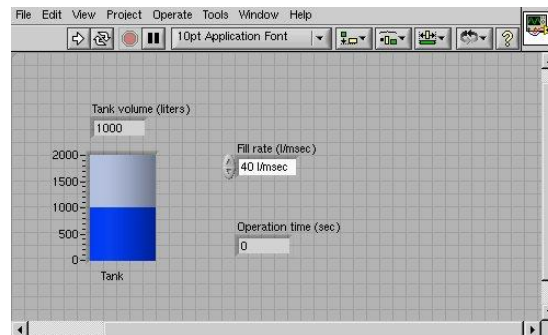 File Edit View Project Operate Tools Window Help
10pt Application Font
?
Tank volume (liters)
1000
2000
1500
1000
500
0
Tank
Fill rate (l/msec)
40 l/msec
Operation time (sec)
0